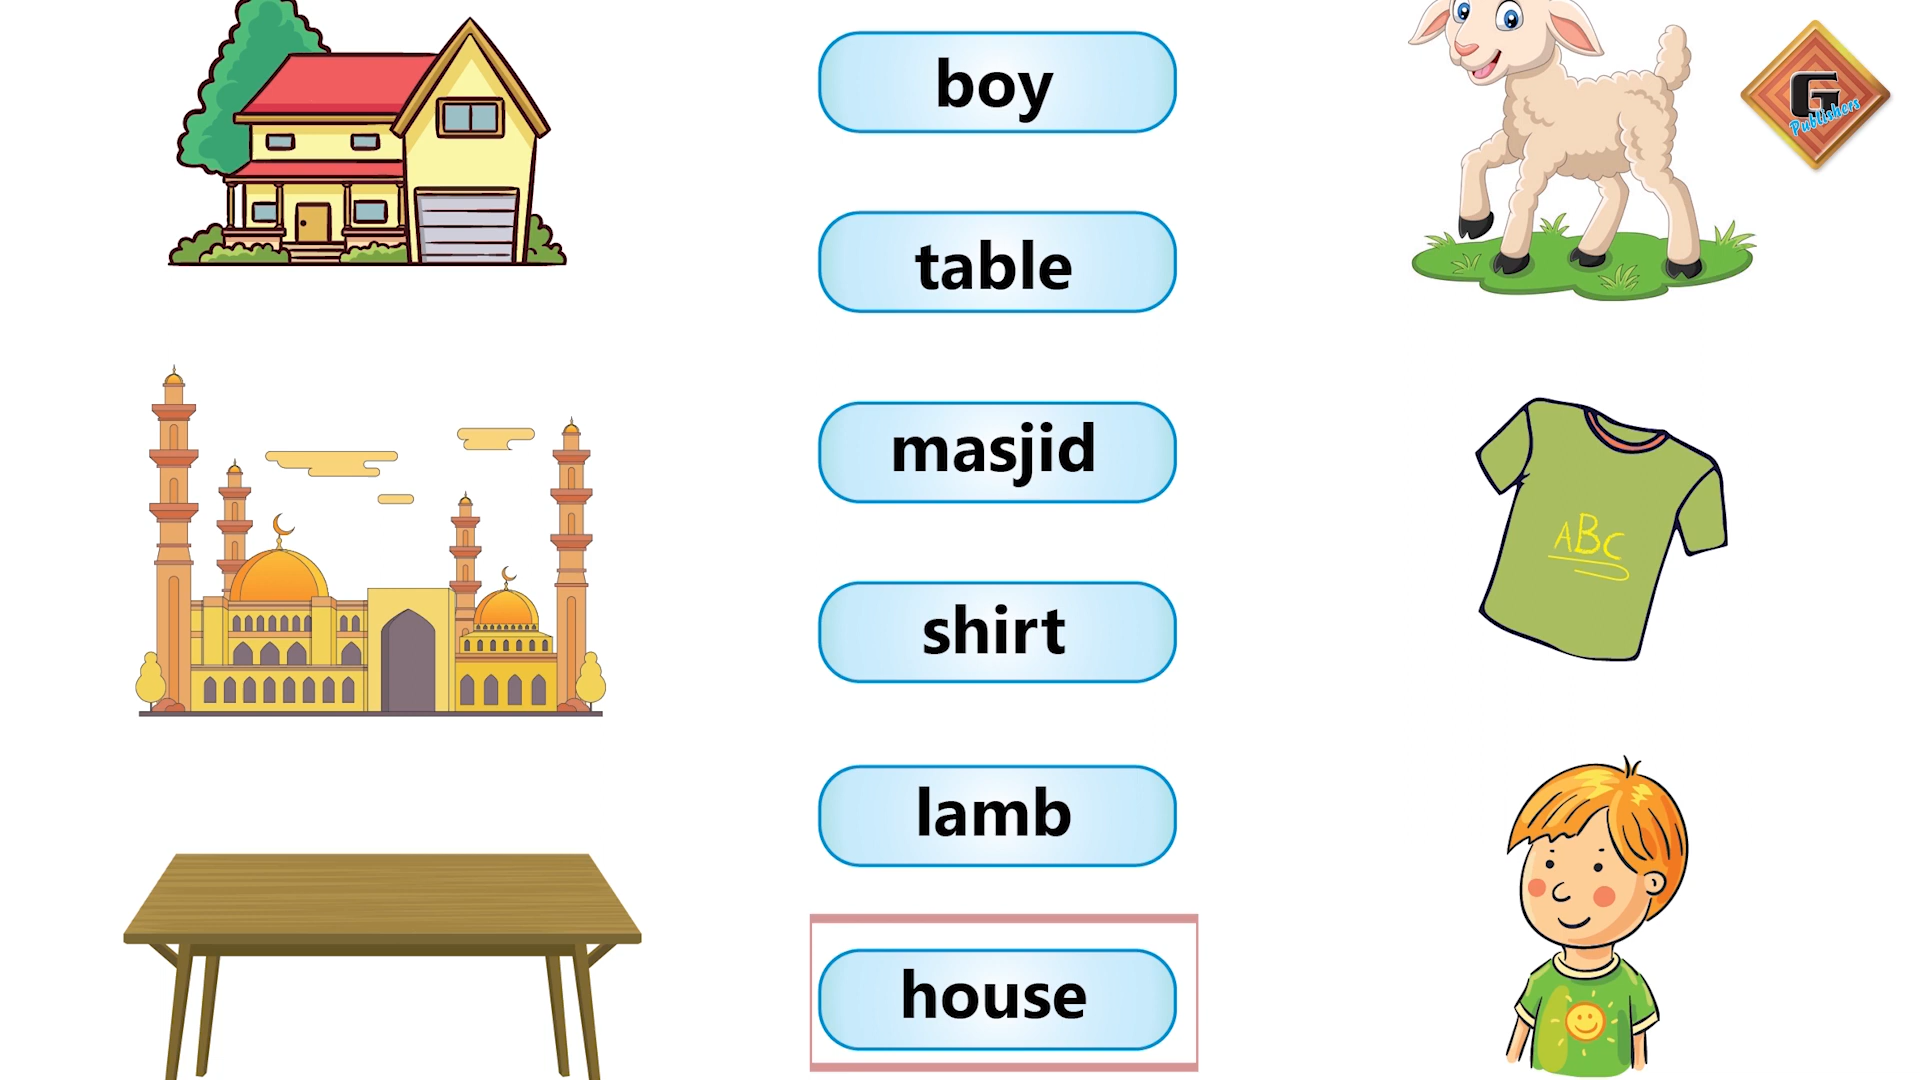 boy
table
masjid
shirt
lamb
house
ABC
G
Publishers